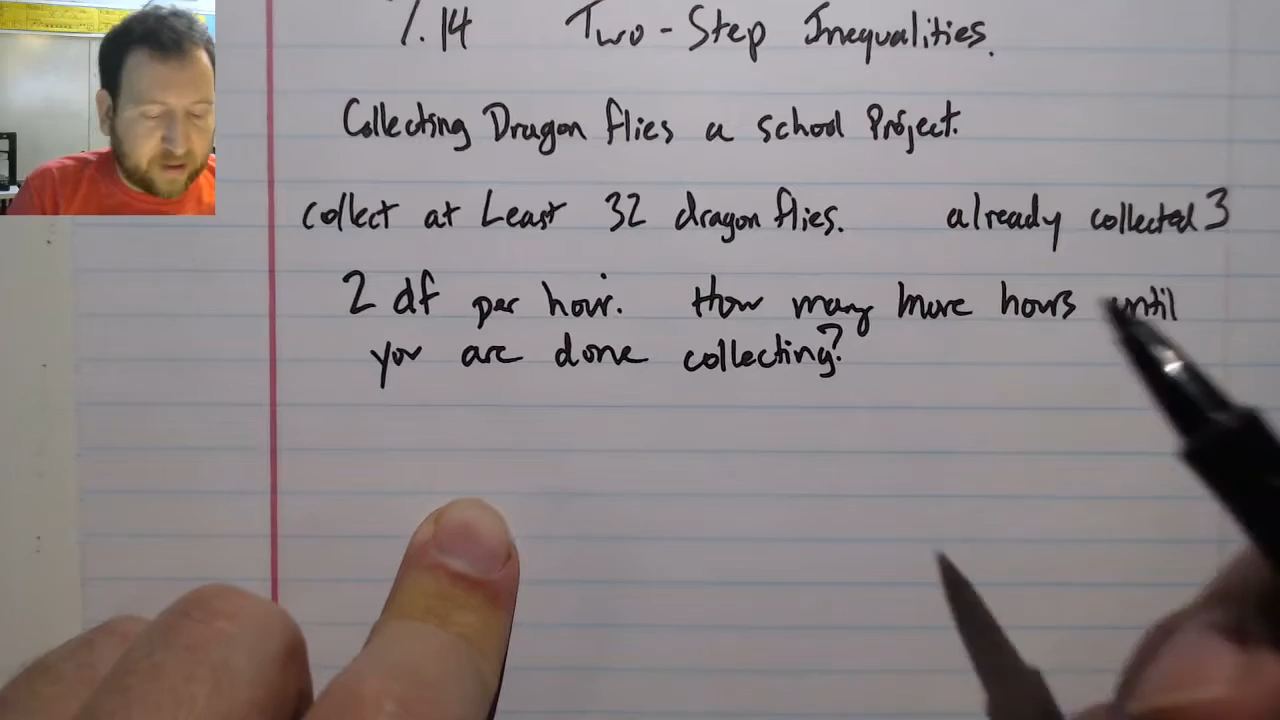 7.14 Two-Step Inequalities.
Collecting Dragon flies a school Project.
collect at Least 32 dragon flies. already collected 3
2 df per hour. How many more hours until
you are done collecting?